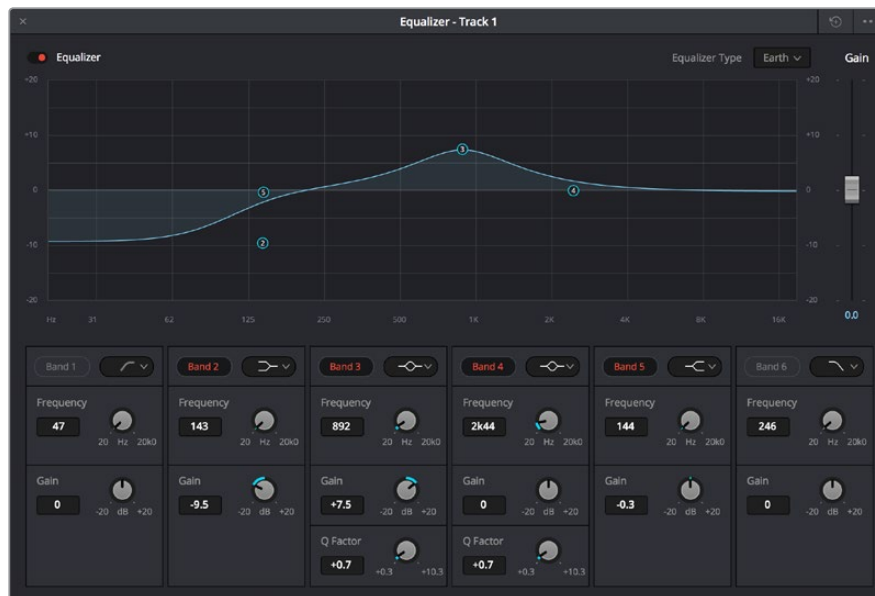 Equalizer - Track 1
Equalizer
Equalizer Type Earth Gain
+20 +20
+10 +10
0 0
-10 -10
-20 -20
Hz 31 62 125 250 500 1K 2K 4K 8K 16K 0.0
5 3 4 2
Band 1 Band 2 Band 3 Band 4 Band 5 Band 6
Frequency Frequency Frequency Frequency Frequency Frequency
47 143 892 2k44 144 246
20 Hz 20k0 20 Hz 20k0 20 Hz 20k0 20 Hz 20k0 20 Hz 20k0 20 Hz 20k0
Gain Gain Gain Gain Gain Gain
0 -9.5 +7.5 0 -0.3 0
-20 dB +20 -20 dB +20 -20 dB +20 -20 dB +20 -20 dB +20 -20 dB +20
Q Factor Q Factor
+0.7 +0.7
+0.3 +10.3 +0.3 +10.3